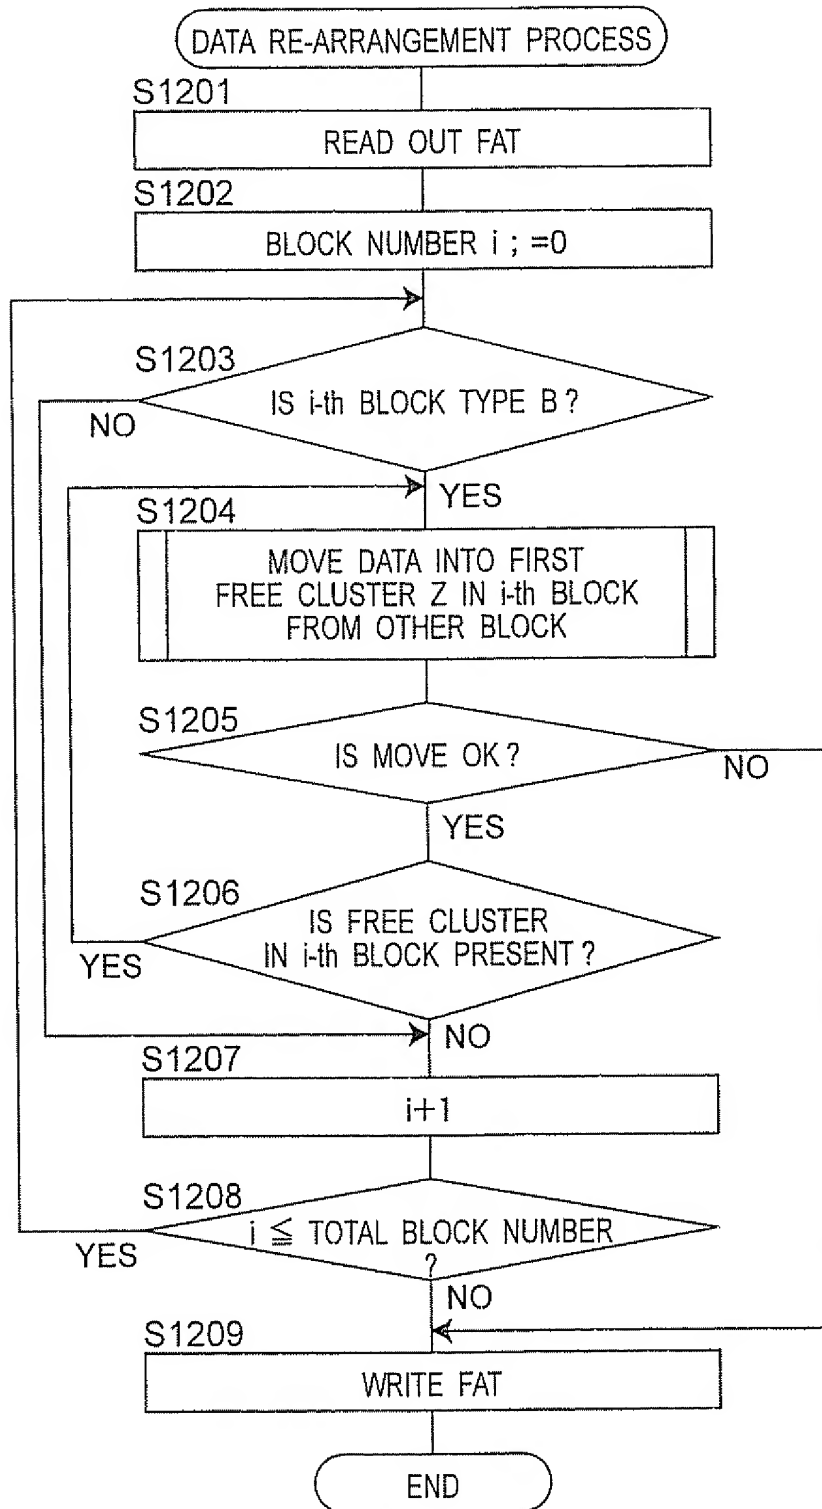 DATA RE-ARRANGEMENT PROCESS
S1201
READ OUT FAT
S1202
BLOCK NUMBER i ; =0
S1203
IS i-th BLOCK TYPE B ?
NO
YES
S1204
MOVE DATA INTO FIRST
FREE CLUSTER Z IN i-th BLOCK
FROM OTHER BLOCK
S1205
IS MOVE OK ?
NO
YES
S1206
IS FREE CLUSTER
IN i-th BLOCK PRESENT ?
YES
NO
S1207
i+1
S1208
i ≦ TOTAL BLOCK NUMBER
?
YES
NO
S1209
WRITE FAT
END